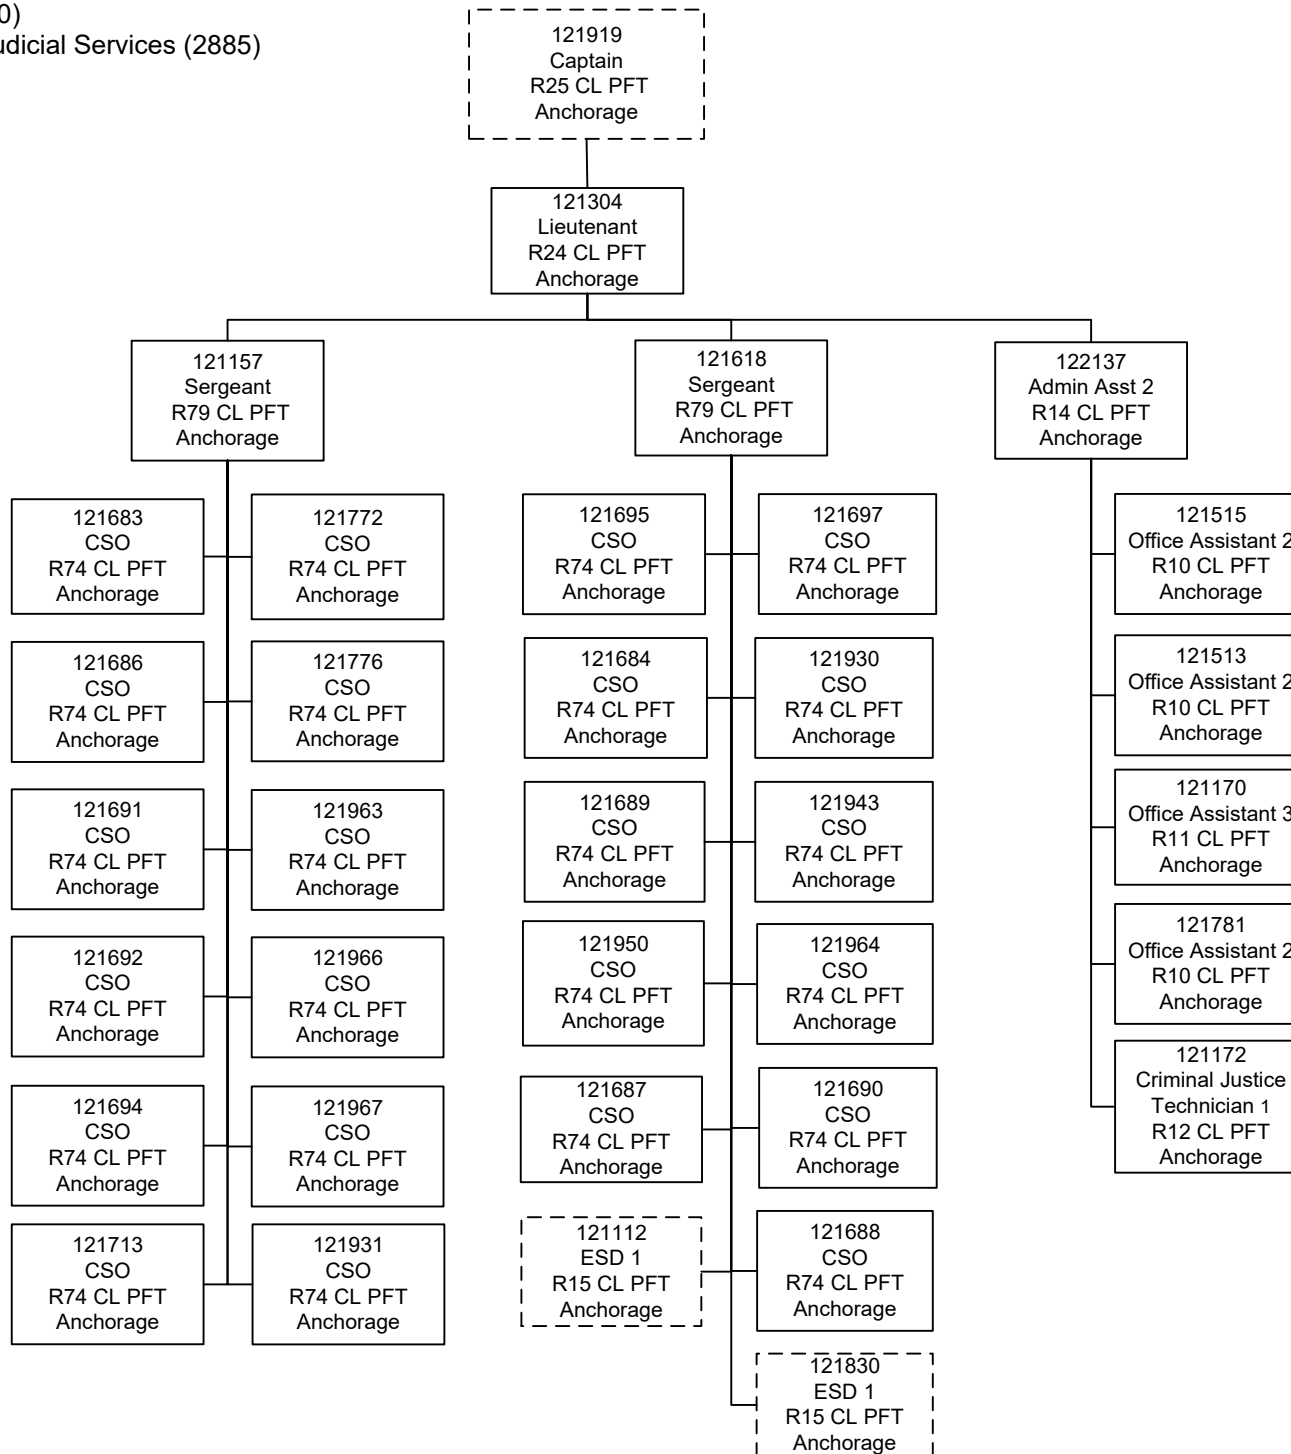 0)
udicial Services (2885)
121919
Captain
R25 CL PFT
Anchorage
121304
Lieutenant
R24 CL PFT
Anchorage
121157
Sergeant
R79 CL PFT
Anchorage
121618
Sergeant
R79 CL PFT
Anchorage
122137
Admin Asst 2
R14 CL PFT
Anchorage
121683
CSO
R74 CL PFT
Anchorage
121772
CSO
R74 CL PFT
Anchorage
121686
CSO
R74 CL PFT
Anchorage
121776
CSO
R74 CL PFT
Anchorage
121691
CSO
R74 CL PFT
Anchorage
121963
CSO
R74 CL PFT
Anchorage
121692
CSO
R74 CL PFT
Anchorage
121966
CSO
R74 CL PFT
Anchorage
121694
CSO
R74 CL PFT
Anchorage
121967
CSO
R74 CL PFT
Anchorage
121713
CSO
R74 CL PFT
Anchorage
121931
CSO
R74 CL PFT
Anchorage
121695
CSO
R74 CL PFT
Anchorage
121697
CSO
R74 CL PFT
Anchorage
121684
CSO
R74 CL PFT
Anchorage
121930
CSO
R74 CL PFT
Anchorage
121689
CSO
R74 CL PFT
Anchorage
121943
CSO
R74 CL PFT
Anchorage
121950
CSO
R74 CL PFT
Anchorage
121964
CSO
R74 CL PFT
Anchorage
121687
CSO
R74 CL PFT
Anchorage
121690
CSO
R74 CL PFT
Anchorage
121112
ESD 1
R15 CL PFT
Anchorage
121688
CSO
R74 CL PFT
Anchorage
121830
ESD 1
R15 CL PFT
Anchorage
121515
Office Assistant 2
R10 CL PFT
Anchorage
121513
Office Assistant 2
R10 CL PFT
Anchorage
121170
Office Assistant 3
R11 CL PFT
Anchorage
121781
Office Assistant 2
R10 CL PFT
Anchorage
121172
Criminal Justice
Technician 1
R12 CL PFT
Anchorage